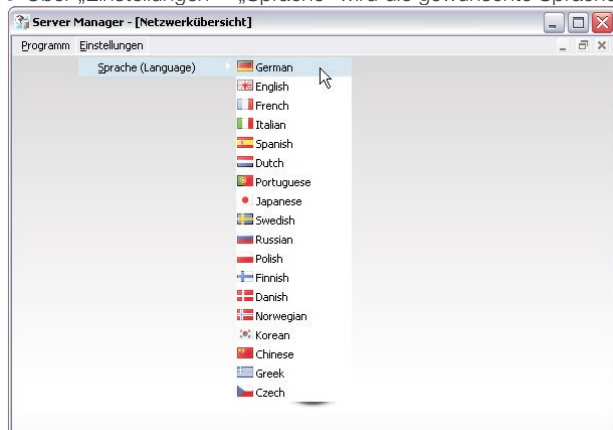 Über „Einstellungen“ „Sprache“ wird die gewünschte Sprache
Server Manager - [Netzwerkübersicht]
Programm Einstellungen
Sprache (Language)
German
English
French
Italian
Spanish
Dutch
Portuguese
Japanese
Swedish
Russian
Polish
Finnish
Danish
Norwegian
Korean
Chinese
Greek
Czech